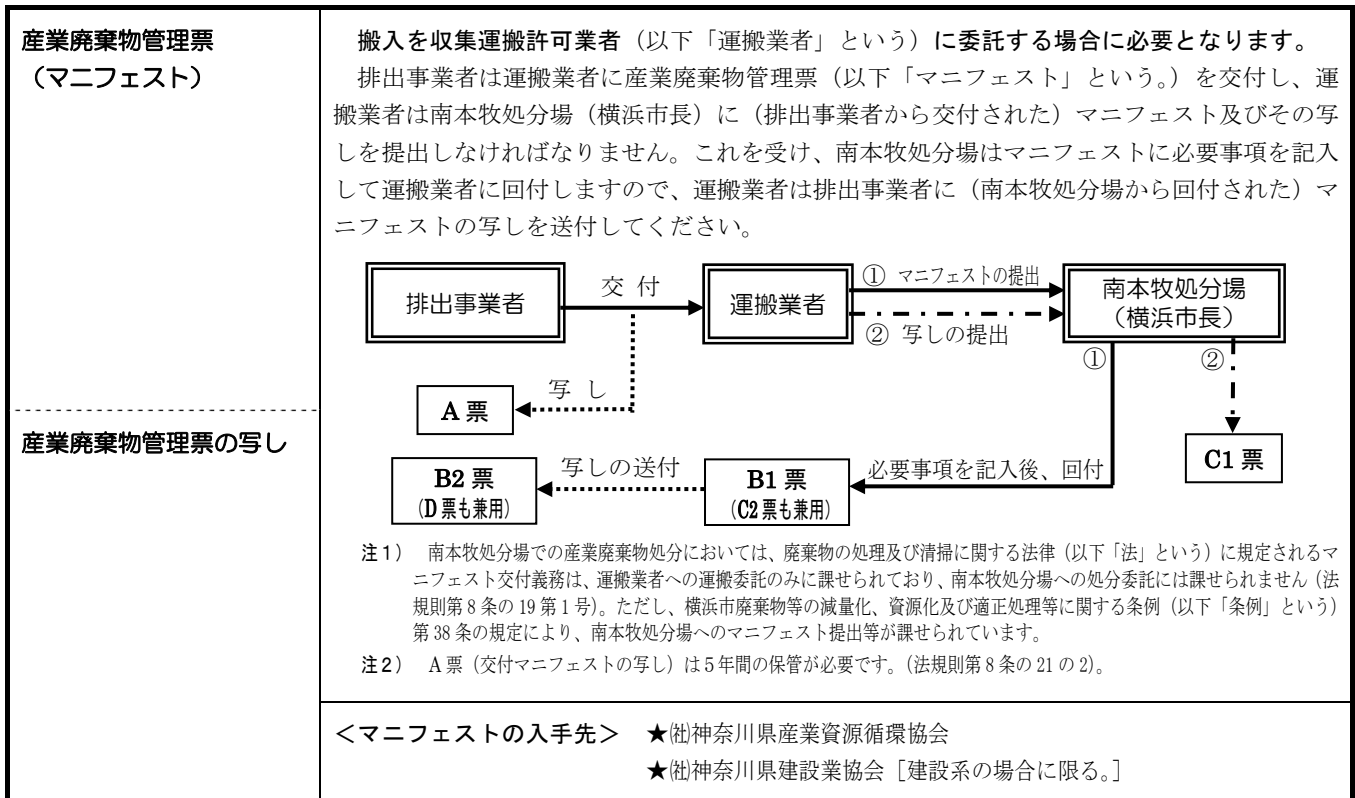 産業廃棄物管理票
（マニフェスト）
搬入を収集運搬許可業者（以下「運搬業者」という）に委託する場合に必要となります。
排出事業者は運搬業者に産業廃棄物管理票（以下「マニフェスト」という。）を交付し、運
搬業者は南本牧処分場（横浜市長）に（排出事業者から交付された）マニフェスト及びその写
しを提出しなければなりません。これを受け、南本牧処分場はマニフェストに必要事項を記入
して運搬業者に回付しますので、運搬業者は排出事業者に（南本牧処分場から回付された）マ
ニフェストの写しを送付してください。
排出事業者
交 付
運搬業者
① マニフェストの提出
② 写しの提出
南本牧処分場
（横浜市長）
①
②
写 し
A 票
産業廃棄物管理票の写し
B2 票
(D 票も兼用)
写しの送付
B1 票
(C2 票も兼用)
必要事項を記入後、回付
C1 票
注１） 南本牧処分場での産業廃棄物処分においては、廃棄物の処理及び清掃に関する法律（以下「法」という）に規定されるマ
ニフェスト交付義務は、運搬業者への運搬委託のみに課せられており、南本牧処分場への処分委託には課せられません（法
規則第 8 条の 19 第 1 号）。ただし、横浜市廃棄物等の減量化、資源化及び適正処理等に関する条例（以下「条例」という）
第 38 条の規定により、南本牧処分場へのマニフェスト提出等が課せられています。
注２） A 票（交付マニフェストの写し）は５年間の保管が必要です。（法規則第 8 条の 21 の 2）。
＜マニフェストの入手先＞ ★㈳神奈川県産業資源循環協会
★㈳神奈川県建設業協会［建設系の場合に限る。］